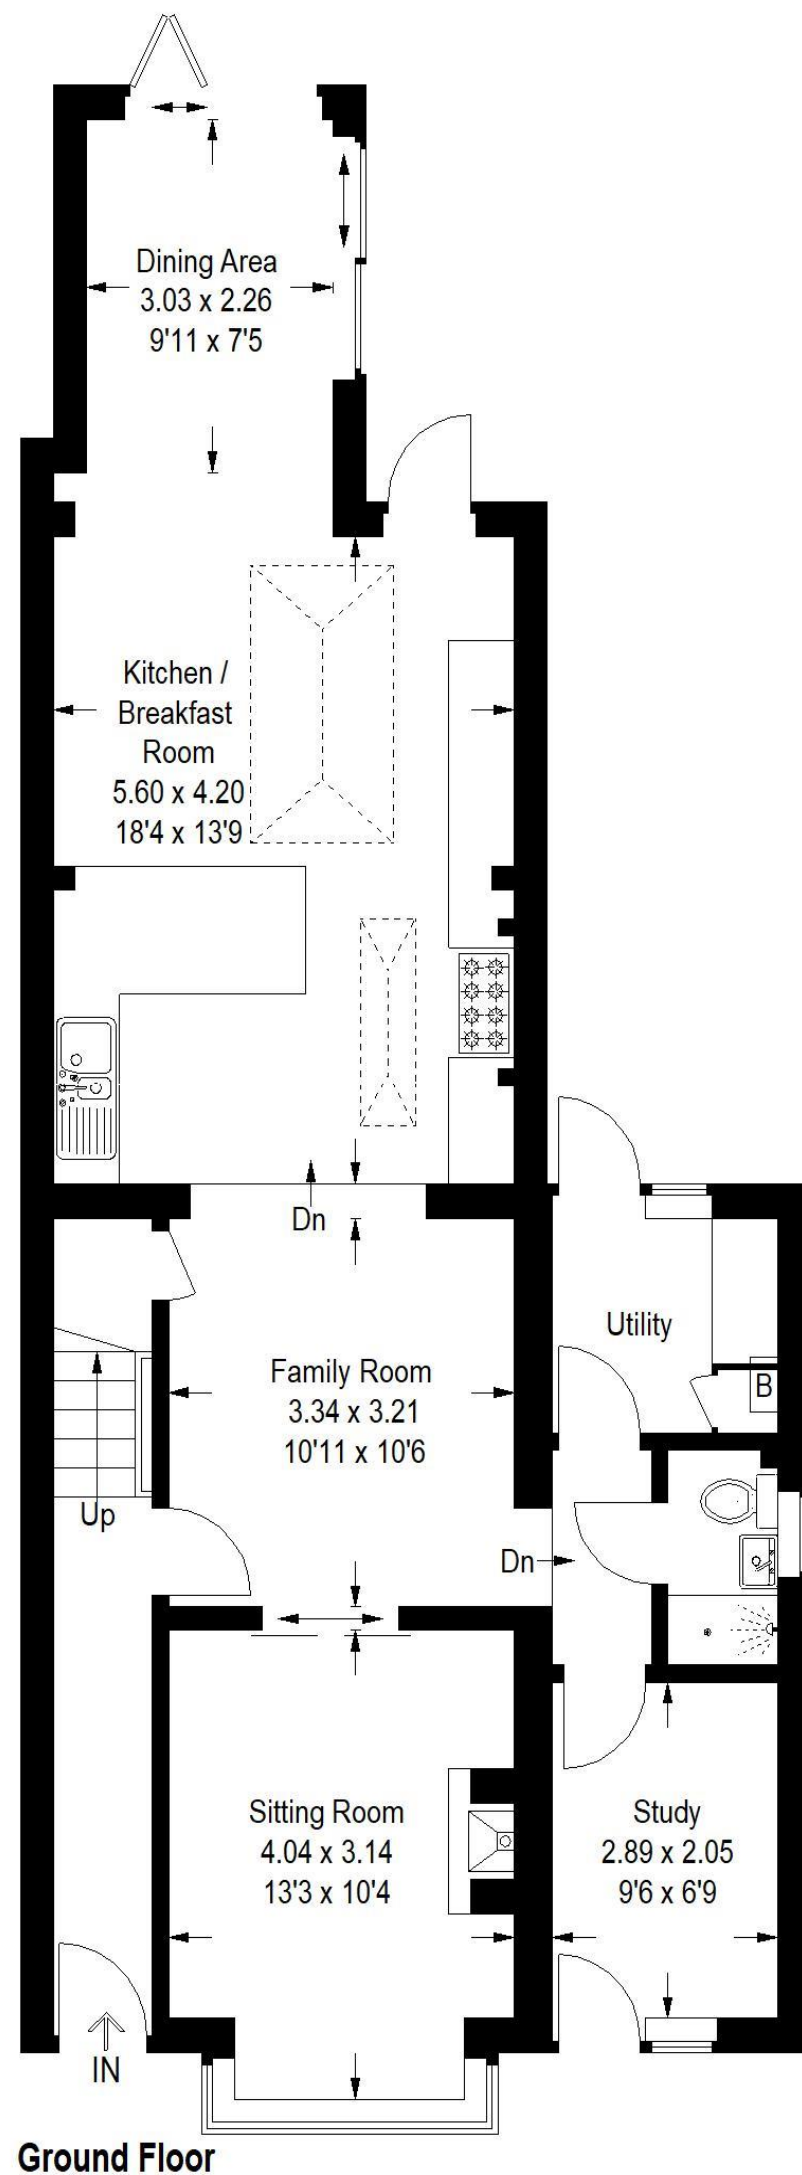 Dining Area
3.03 x 2.26
9'11 x 7'5
Kitchen /
Breakfast
Room
5.60 x 4.20
18'4 x 13'9
Dn
Utility
B
Family Room
3.34 x 3.21
10'11 x 10'6
Up
Dn
Sitting Room
4.04 x 3.14
13'3 x 10'4
Study
2.89 x 2.05
9'6 x 6'9
IN
Ground Floor